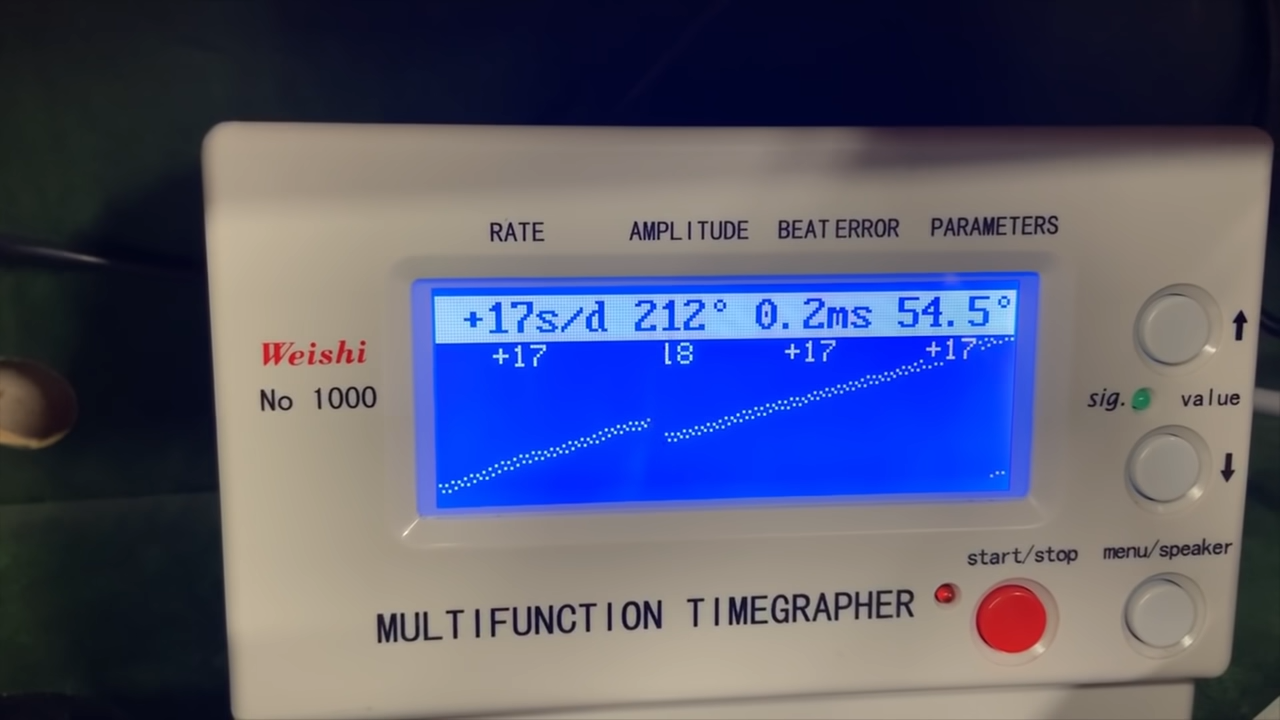 RATE AMPLITUDE BEAT ERROR PARAMETERS
+17s/d 212° 0.2ms 54.5°
+17 18 +17 +17
Weishi
No 1000
sig. value
start/stop menu/speaker
MULTIFUNCTION TIMEGRAPHER